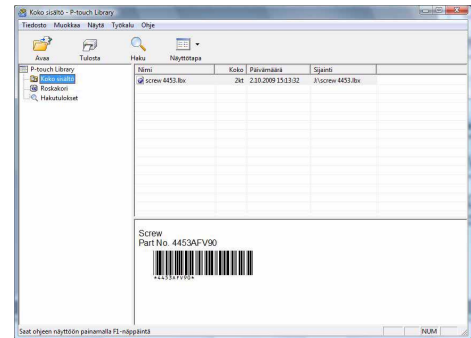 Koko sisältö - P-touch Library
Tiedosto Muokkaa Näytä Työkalu Ohje
Avaa Tulosta Haku Näyttötapa
P-touch Library
Koko sisältö
Roskakori
Hakutulokset
Nimi Koko Päivämäärä Sijainti
screw 4453.lbx 2kt 2.10.2009 15:13:32 X\screw 4453.lbx
Screw
Part No. 4453AFV90
*4453AFV90*
Saat ohjeen näyttöön painamalla F1-näppäintä NUM